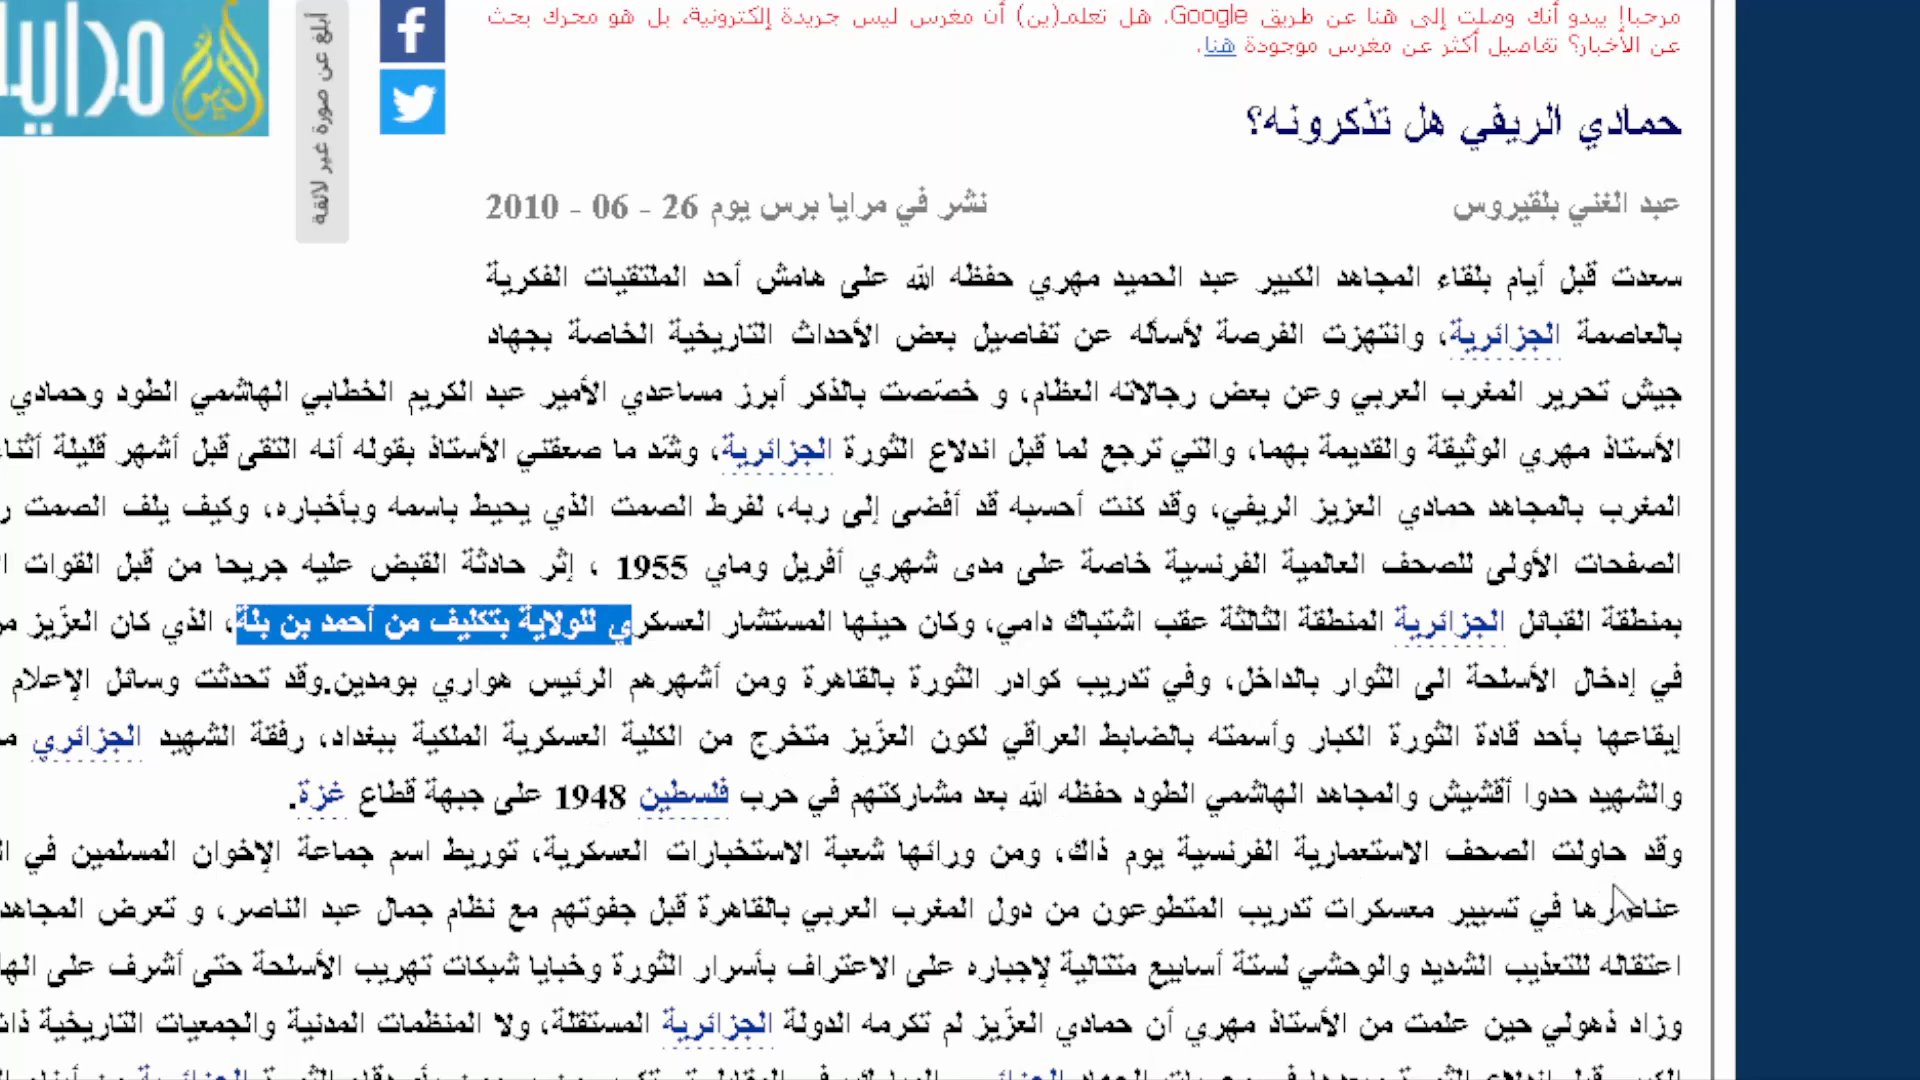 مرحبا! يبدو أنك وصلت إلى هنا عن طريق Google. هل تعلم(ين) أن مغرس ليس جريدة إلكترونية، بل هو محرك بحث
عن الأخبار؟ تفاصيل أكثر عن مغرس موجودة هنا.
حمادي الريفي هل تذكرونه؟
عبد الغني بلقيروس
نشر في مرايا برس يوم 26 - 06 - 2010
سعدت قبل أيام بلقاء المجاهد الكبير عبد الحميد مهري حفظه الله على هامش أحد الملتقيات الفكرية
بالعاصمة الجزائرية، وانتهزت الفرصة لأسأله عن تفاصيل بعض الأحداث التاريخية الخاصة بجهاد
جيش تحرير المغرب العربي وعن بعض رجالاته العظام، و خصّصت بالذكر أبرز مساعدي الأمير عبد الكريم الخطابي الهاشمي الطود وحمادي
الأستاذ مهري الوثيقة والقديمة بهما، والتي ترجع لما قبل اندلاع الثورة الجزائرية، وشدّ ما صعقني الأستاذ بقوله أنه التقى قبل أشهر قليلة
المغرب بالمجاهد حمادي العزيز الريفي، وقد كنت أحسبه قد أفضى إلى ربه، لفرط الصمت الذي يحيط باسمه وبأخباره، وكيف يلف الصمت
الصفحات الأولى للصحف العالمية الفرنسية خاصة على مدى شهري أفريل وماي 1955 ، إثر حادثة القبض عليه جريحا من قبل القوات
بمنطقة القبائل الجزائرية المنطقة الثالثة عقب اشتباك دامي، وكان حينها المستشار العسكري للولاية بتكليف من أحمد بن بلة، الذي كان العزّيز
في إدخال الأسلحة الى الثوار بالداخل، وفي تدريب كوادر الثورة بالقاهرة ومن أشهرهم الرئيس هواري بومدين.وقد تحدثت وسائل الإعلام
إيقاعها بأحد قادة الثورة الكبار وأسمته بالضابط العراقي لكون العزّيز متخرج من الكلية العسكرية الملكية ببغداد، رفقة الشهيد الجزائري
والشهيد حدوا أقشيش والمجاهد الهاشمي الطود حفظه الله بعد مشاركتهم في حرب فلسطين 1948 على جبهة قطاع غزة.
وقد حاولت الصحف الاستعمارية الفرنسية يوم ذاك، ومن ورائها شعبة الاستخبارات العسكرية، توريط اسم جماعة الإخوان المسلمين في
عناصرها في تسيير معسكرات تدريب المتطوعون من دول المغرب العربي بالقاهرة قبل جفوتهم مع نظام جمال عبد الناصر، و تعرض المجاهد
اعتقاله للتعذيب الشديد والوحشي لستة أسابيع متتالية لإجباره على الاعتراف بأسرار الثورة وخبايا شبكات تهريب الأسلحة حتى أشرف على
وزاد ذهولي حين علمت من الأستاذ مهري أن حمادي العزّيز لم تكرمه الدولة الجزائرية المستقلة، ولا المنظمات المدنية والجمعيات التاريخية
أبلغ عن صورة غير لائقة
مرايا
برس